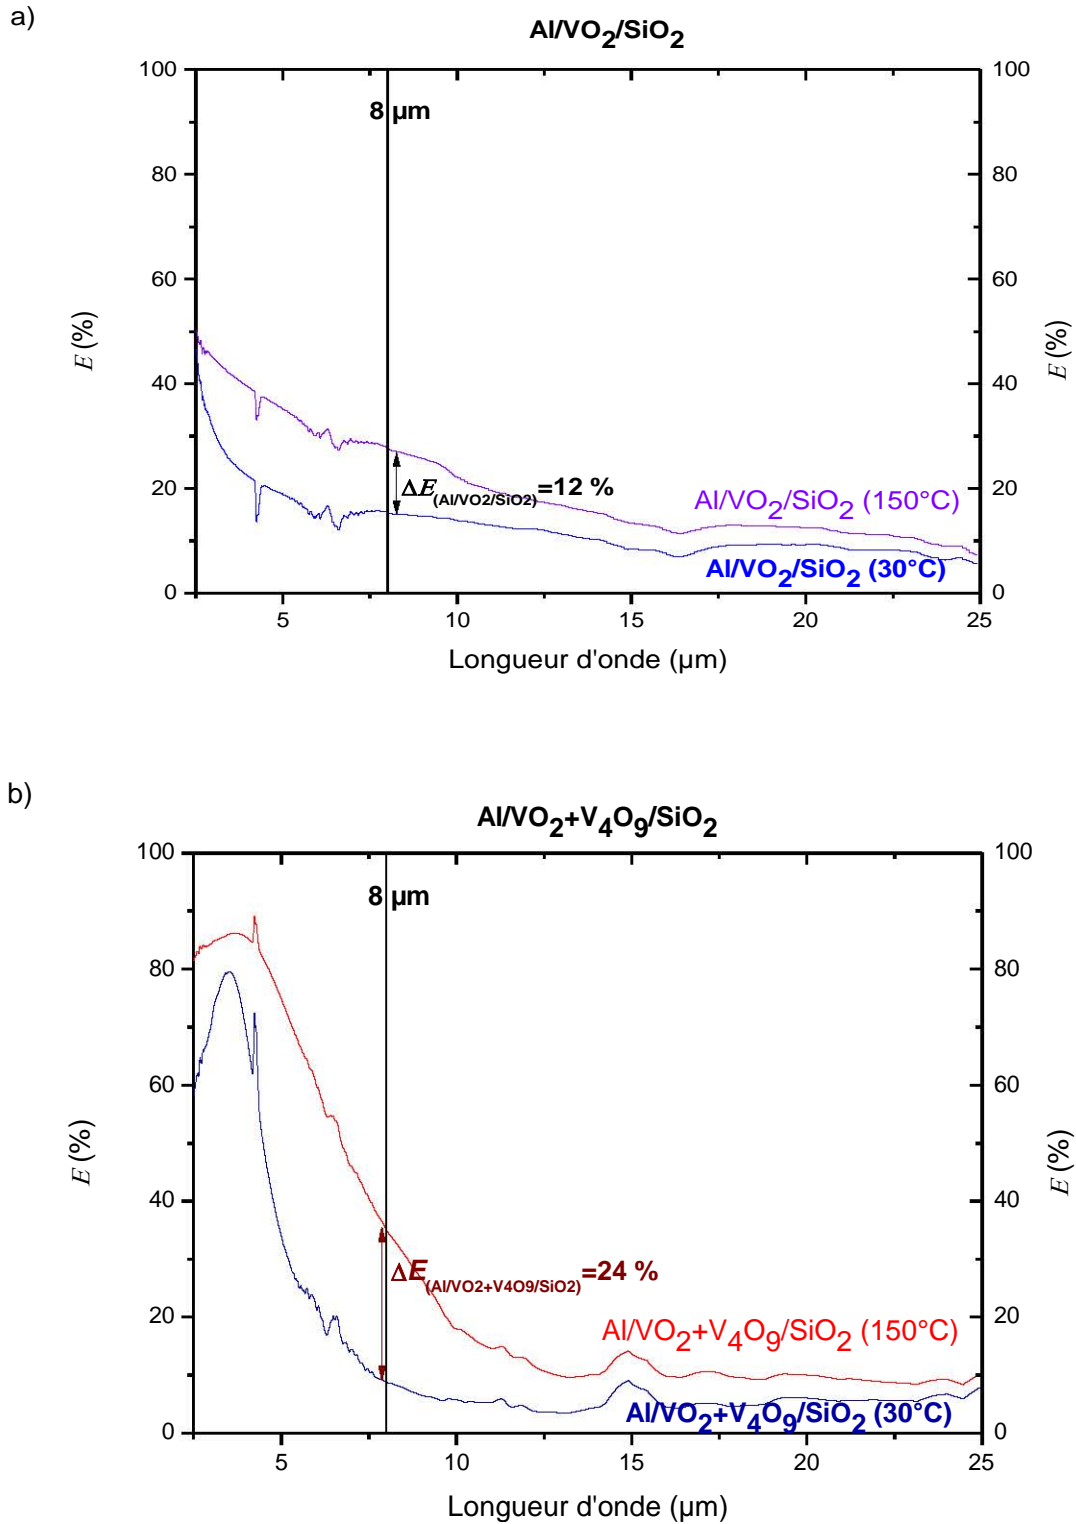 a)
Al/VO2/SiO2
100
100
8 µm
80
80
60
60
E (%)
E (%)
40
40
ΔE(Al/VO2/SiO2)=12 %
20
20
Al/VO2/SiO2 (150°C)
Al/VO2/SiO2 (30°C)
0
0
5
10
15
20
25
Longueur d'onde (µm)
b)
Al/VO2+V4O9/SiO2
100
100
8 µm
80
80
60
60
E (%)
E (%)
40
40
ΔE(Al/VO2+V4O9/SiO2)=24 %
20
20
Al/VO2+V4O9/SiO2 (150°C)
Al/VO2+V4O9/SiO2 (30°C)
0
0
5
10
15
20
25
Longueur d'onde (µm)